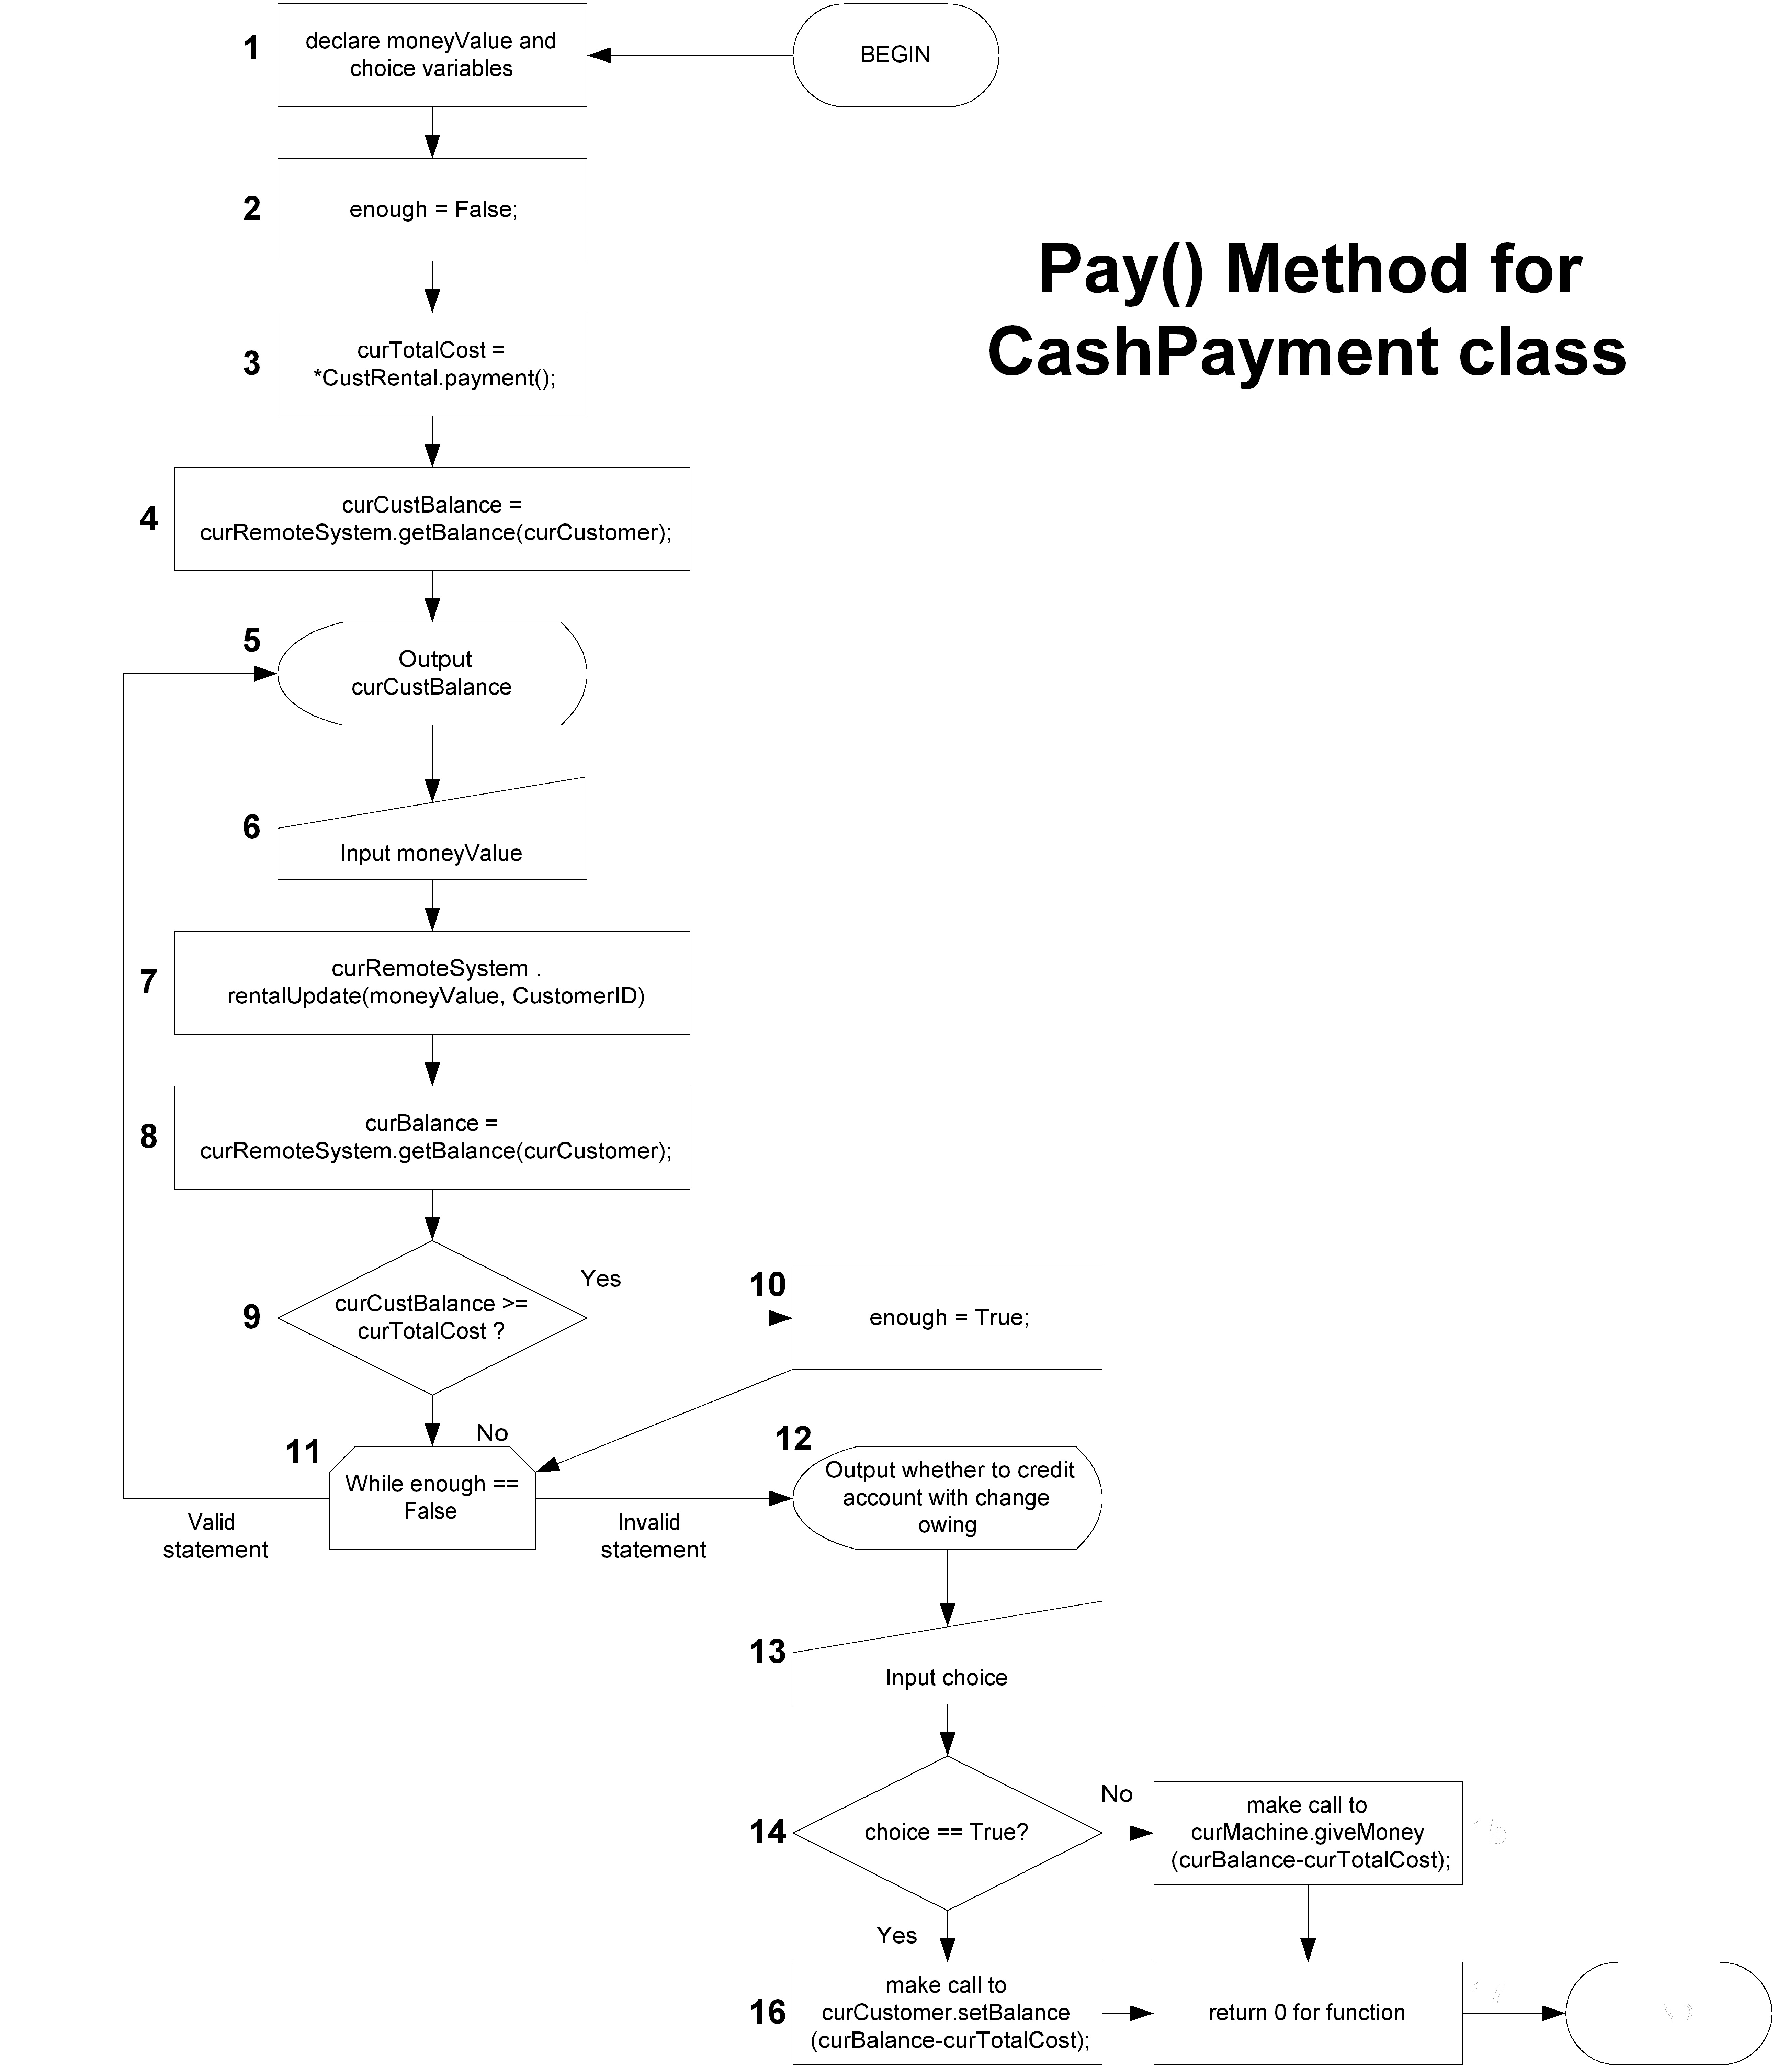 1
declare moneyValue and
choice variables
BEGIN
2
enough = False;
Pay() Method for
CashPayment class
3
curTotalCost =
*CustRental.payment();
4
curCustBalance =
curRemoteSystem.getBalance(curCustomer);
5
Output
curCustBalance
6
Input moneyValue
7
curRemoteSystem .
rentalUpdate(moneyValue, CustomerID)
8
curBalance =
curRemoteSystem.getBalance(curCustomer);
9
curCustBalance >=
curTotalCost ?
Yes
10
enough = True;
No
11
While enough ==
False
Valid
statement
Invalid
statement
12
Output whether to credit
account with change
owing
13
Input choice
14
choice == True?
No
make call to
curMachine.giveMoney
(curBalance-curTotalCost);
15
Yes
16
make call to
curCustomer.setBalance
(curBalance-curTotalCost);
return 0 for function